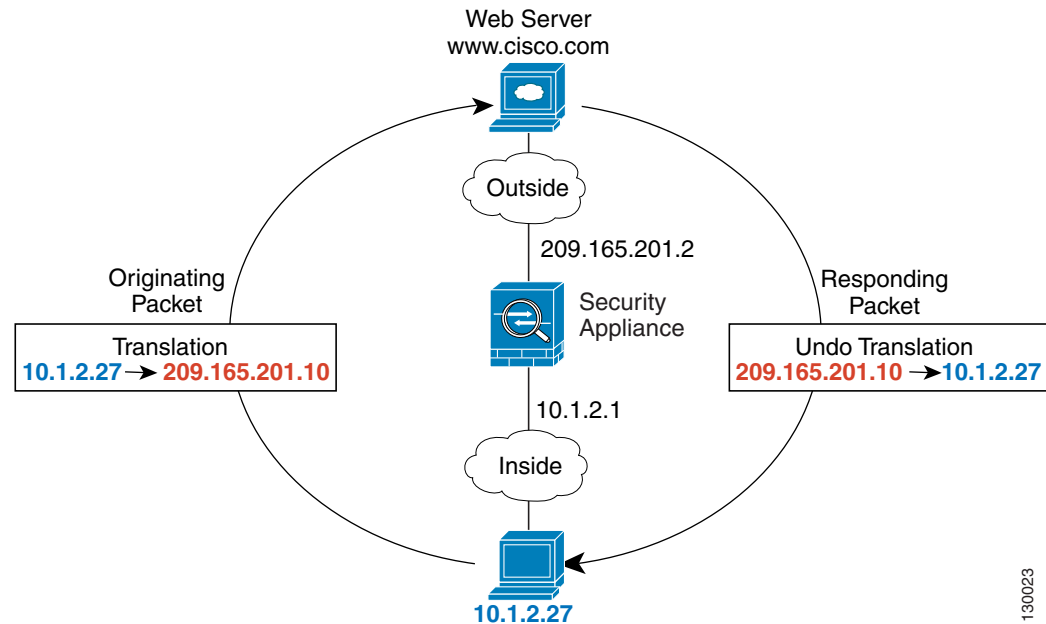 Web Server
www.cisco.com
Outside
209.165.201.2
Originating
Packet
Responding
Packet
Security
Appliance
Translation
10.1.2.27 209.165.201.10
Undo Translation
209.165.201.10 10.1.2.27
10.1.2.1
Inside
10.1.2.27
130023